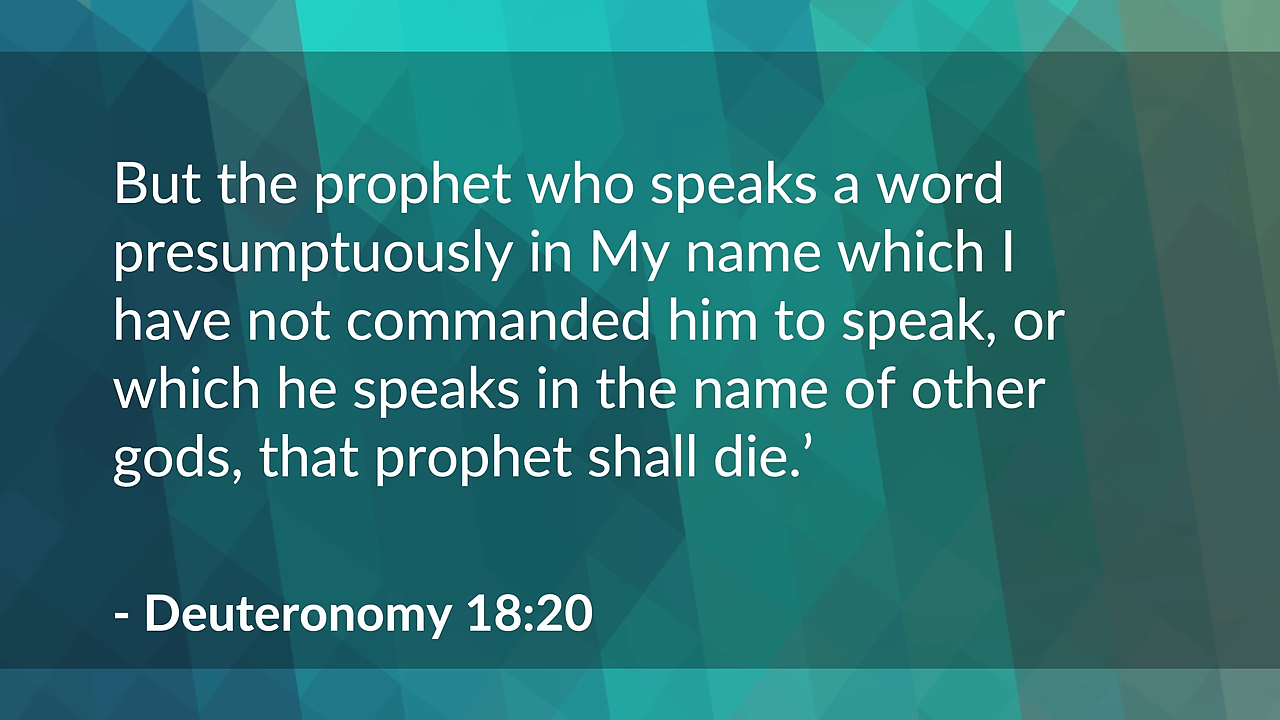 But the prophet who speaks a word
presumptuously in My name which I
have not commanded him to speak, or
which he speaks in the name of other
gods, that prophet shall die.’
- Deuteronomy 18:20